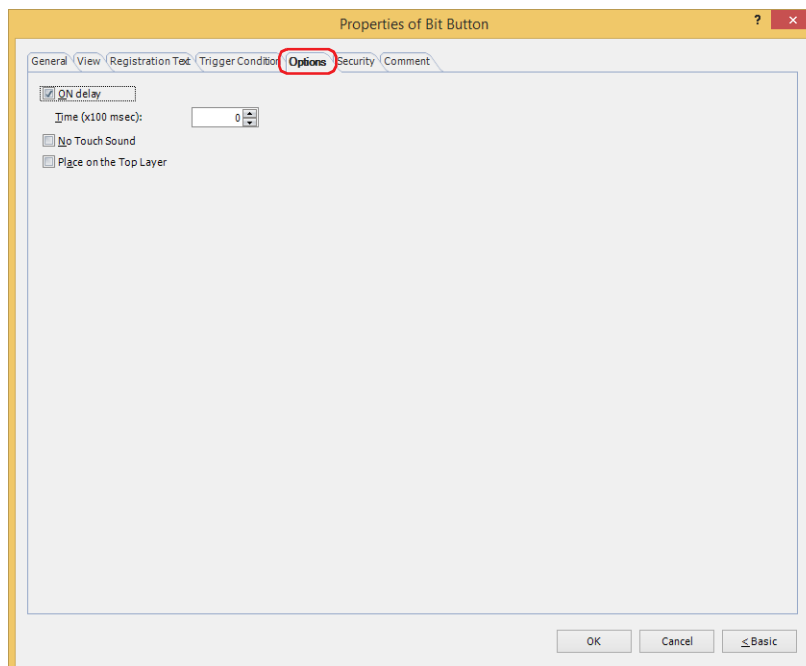 Properties of Bit Button ? ×
General View Registration Text Trigger Condition Options Security Comment
ON delay
Time (x100 msec): 0
No Touch Sound
Place on the Top Layer
OK Cancel < Basic